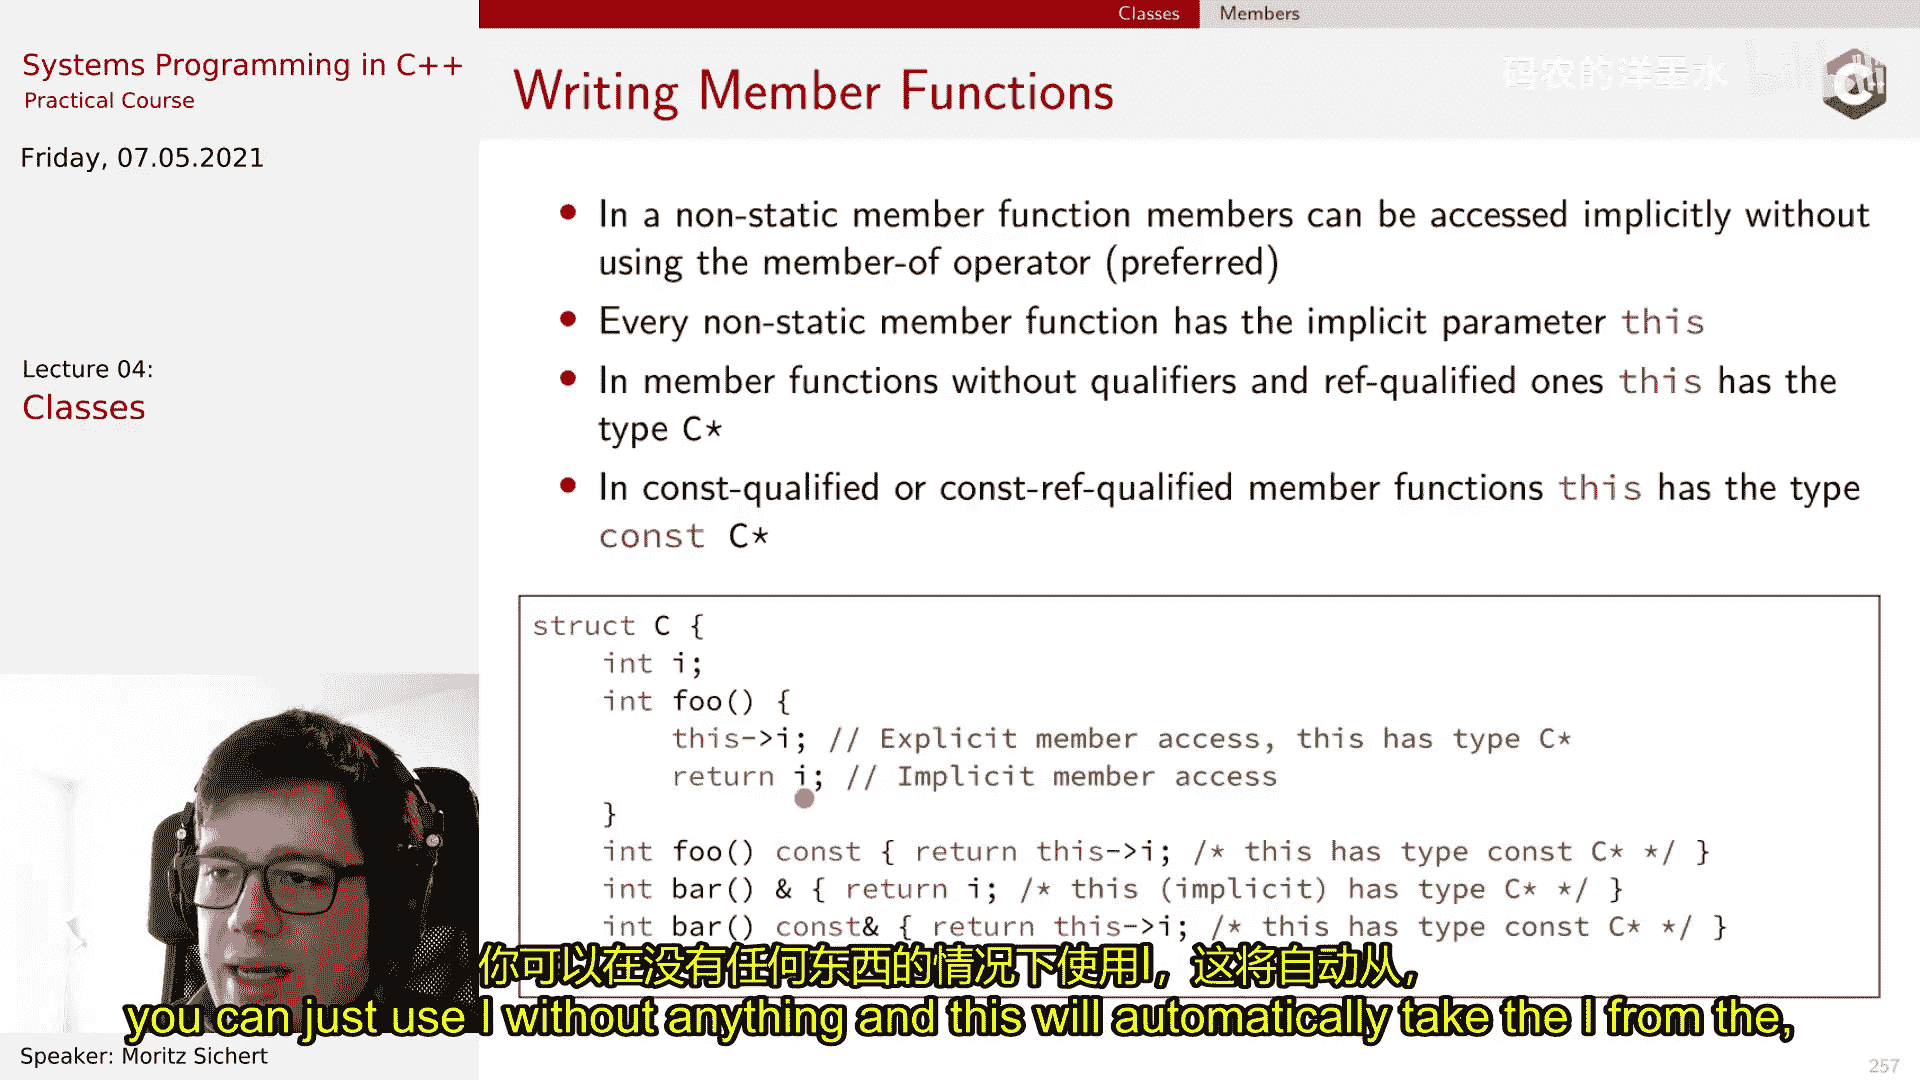 Classes Members
Systems Programming in C++
Practical Course
Friday, 07.05.2021
Lecture 04:
Classes
Writing Member Functions
码农的洋墨水
• In a non-static member function members can be accessed implicitly without
using the member-of operator (preferred)
• Every non-static member function has the implicit parameter this
• In member functions without qualifiers and ref-qualified ones this has the
type C*
• In const-qualified or const-ref-qualified member functions this has the type
const C*
struct C {
int i;
int foo() {
this->i; // Explicit member access, this has type C*
return i; // Implicit member access
}
int foo() const { return this->i; /* this has type const C* */ }
int bar() & { return i; /* this (implicit) has type C* */ }
int bar() const& { return this->i; /* this has type const C* */ }
你可以在没有任何东西的情况下使用I，这将自动从，
you can just use I without anything and this will automatically take the I from the,
Speaker: Moritz Sichert
257